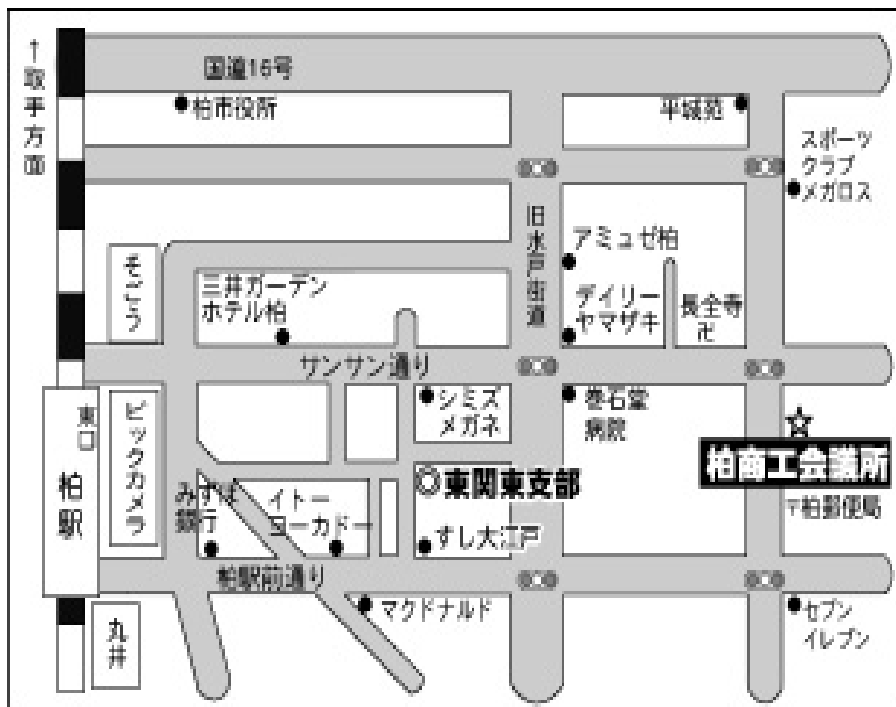 ↑取手方面
国道16号
柏市役所
平城苑
スポーツ
クラブ
メガロス
旧水戸街道
アミュゼ柏
そごう
三井ガーデン
ホテル柏
デイリー
ヤマザキ
長全寺
卍
サンサン通り
東口
柏駅
ビックカメラ
シミズ
メガネ
巻石堂
病院
☆
柏商工会議所
〒柏郵便局
みずほ
銀行
イトー
ヨーカドー
◎東関東支部
すし大江戸
柏駅前通り
丸井
マクドナルド
セブン
イレブン